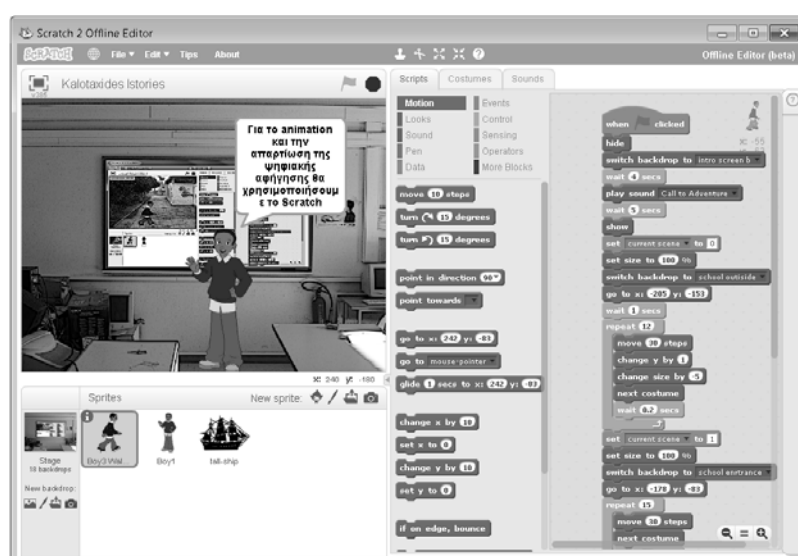 Scratch 2 Offline Editor
SCRATCH File Edit Tips About Offline Editor (beta)
v385
Kalotaxides Istories
Για το animation
και την
απαρτίωση της
ψηφιακής
αφήγησης θα
χρησιμοποιήσουμ
ε το Scratch
X: 240 y: -180
Sprites New sprite:
Stage
10 backdrops
New backdrop:
Boy3 Wal...
Boy1
tall-ship
Scripts Costumes Sounds
Motion Events
Looks Control
Sound Sensing
Pen Operators
Data More Blocks
move 10 steps
turn 15 degrees
turn 15 degrees
point in direction 90
point towards
go to x: 242 y: -83
go to mouse-pointer
glide 1 secs to x: 242 y: -83
change x by 10
set x to 0
change y by 10
set y to 0
if on edge, bounce
when clicked
hide
switch backdrop to intro screen b
wait 4 secs
play sound Call to Adventure
wait 5 secs
show
set current scene to 0
set size to 100 %
switch backdrop to school outside
go to x: -205 y: -153
wait 1 secs
repeat 12
move 30 steps
change y by 1
change size by -5
next costume
wait 0.2 secs
set current scene to 1
set size to 100 %
switch backdrop to school enrtrance
go to x: -178 y: -83
repeat 15
move 30 steps
next costume